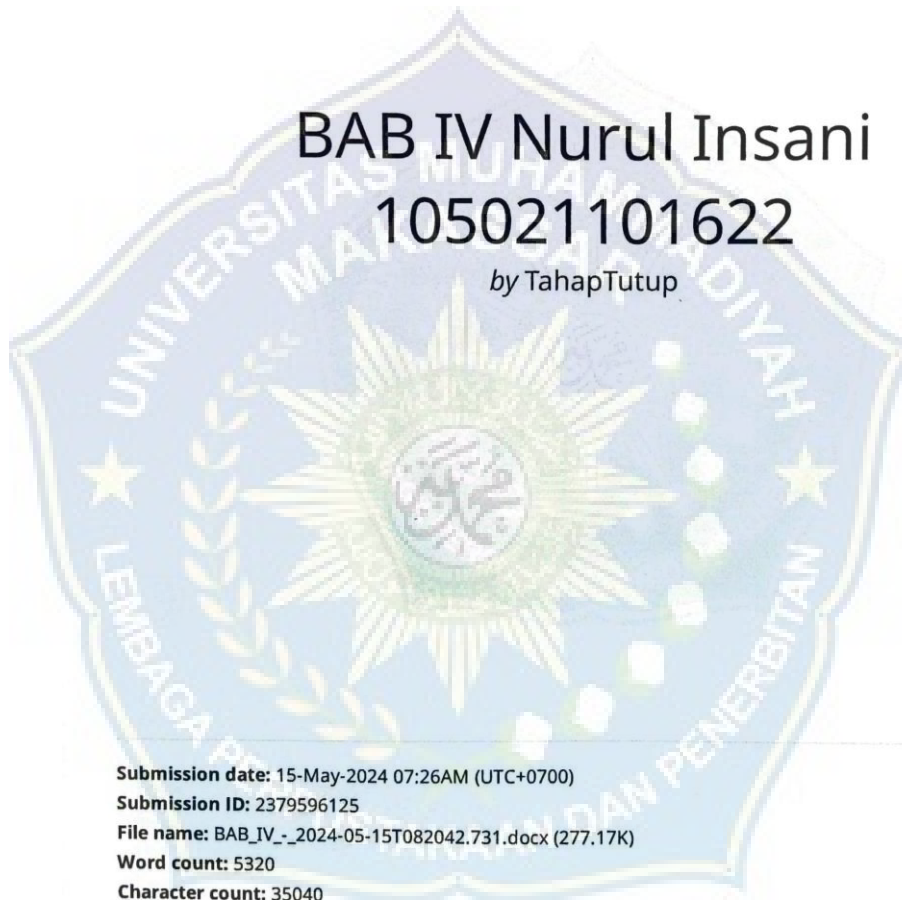 BAB IV Nurul Insani
105021101622
by TahapTutup
UNIVERSITAS MUHAMMADIYAH
MAKASSAR
LEMBAGA PERPUSTAKAAN DAN PENERBITAN
Submission date: 15-May-2024 07:26AM (UTC+0700)
Submission ID: 2379596125
File name: BAB_IV_-_2024-05-15T082042.731.docx (277.17K)
Word count: 5320
Character count: 35040